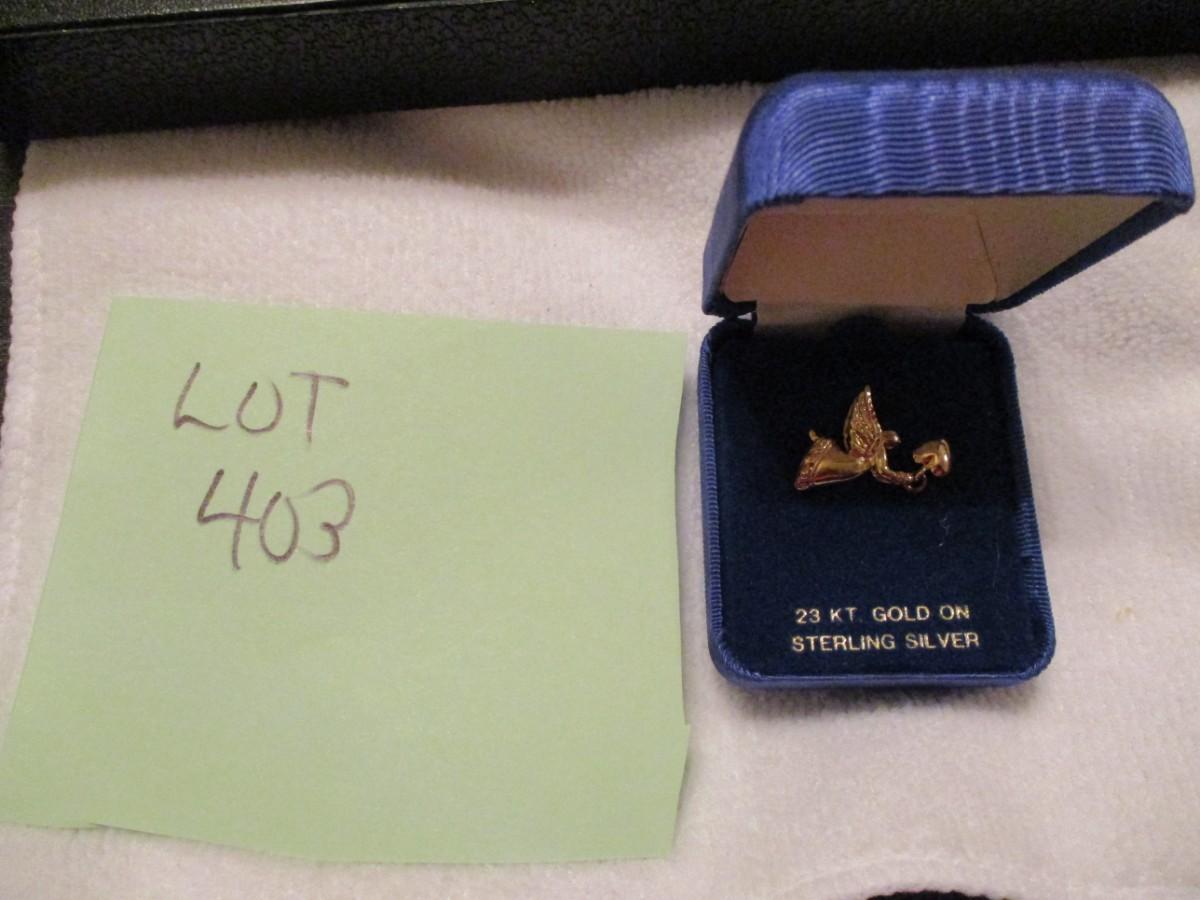 LOT
403
23 KT. GOLD ON
STERLING SILVER